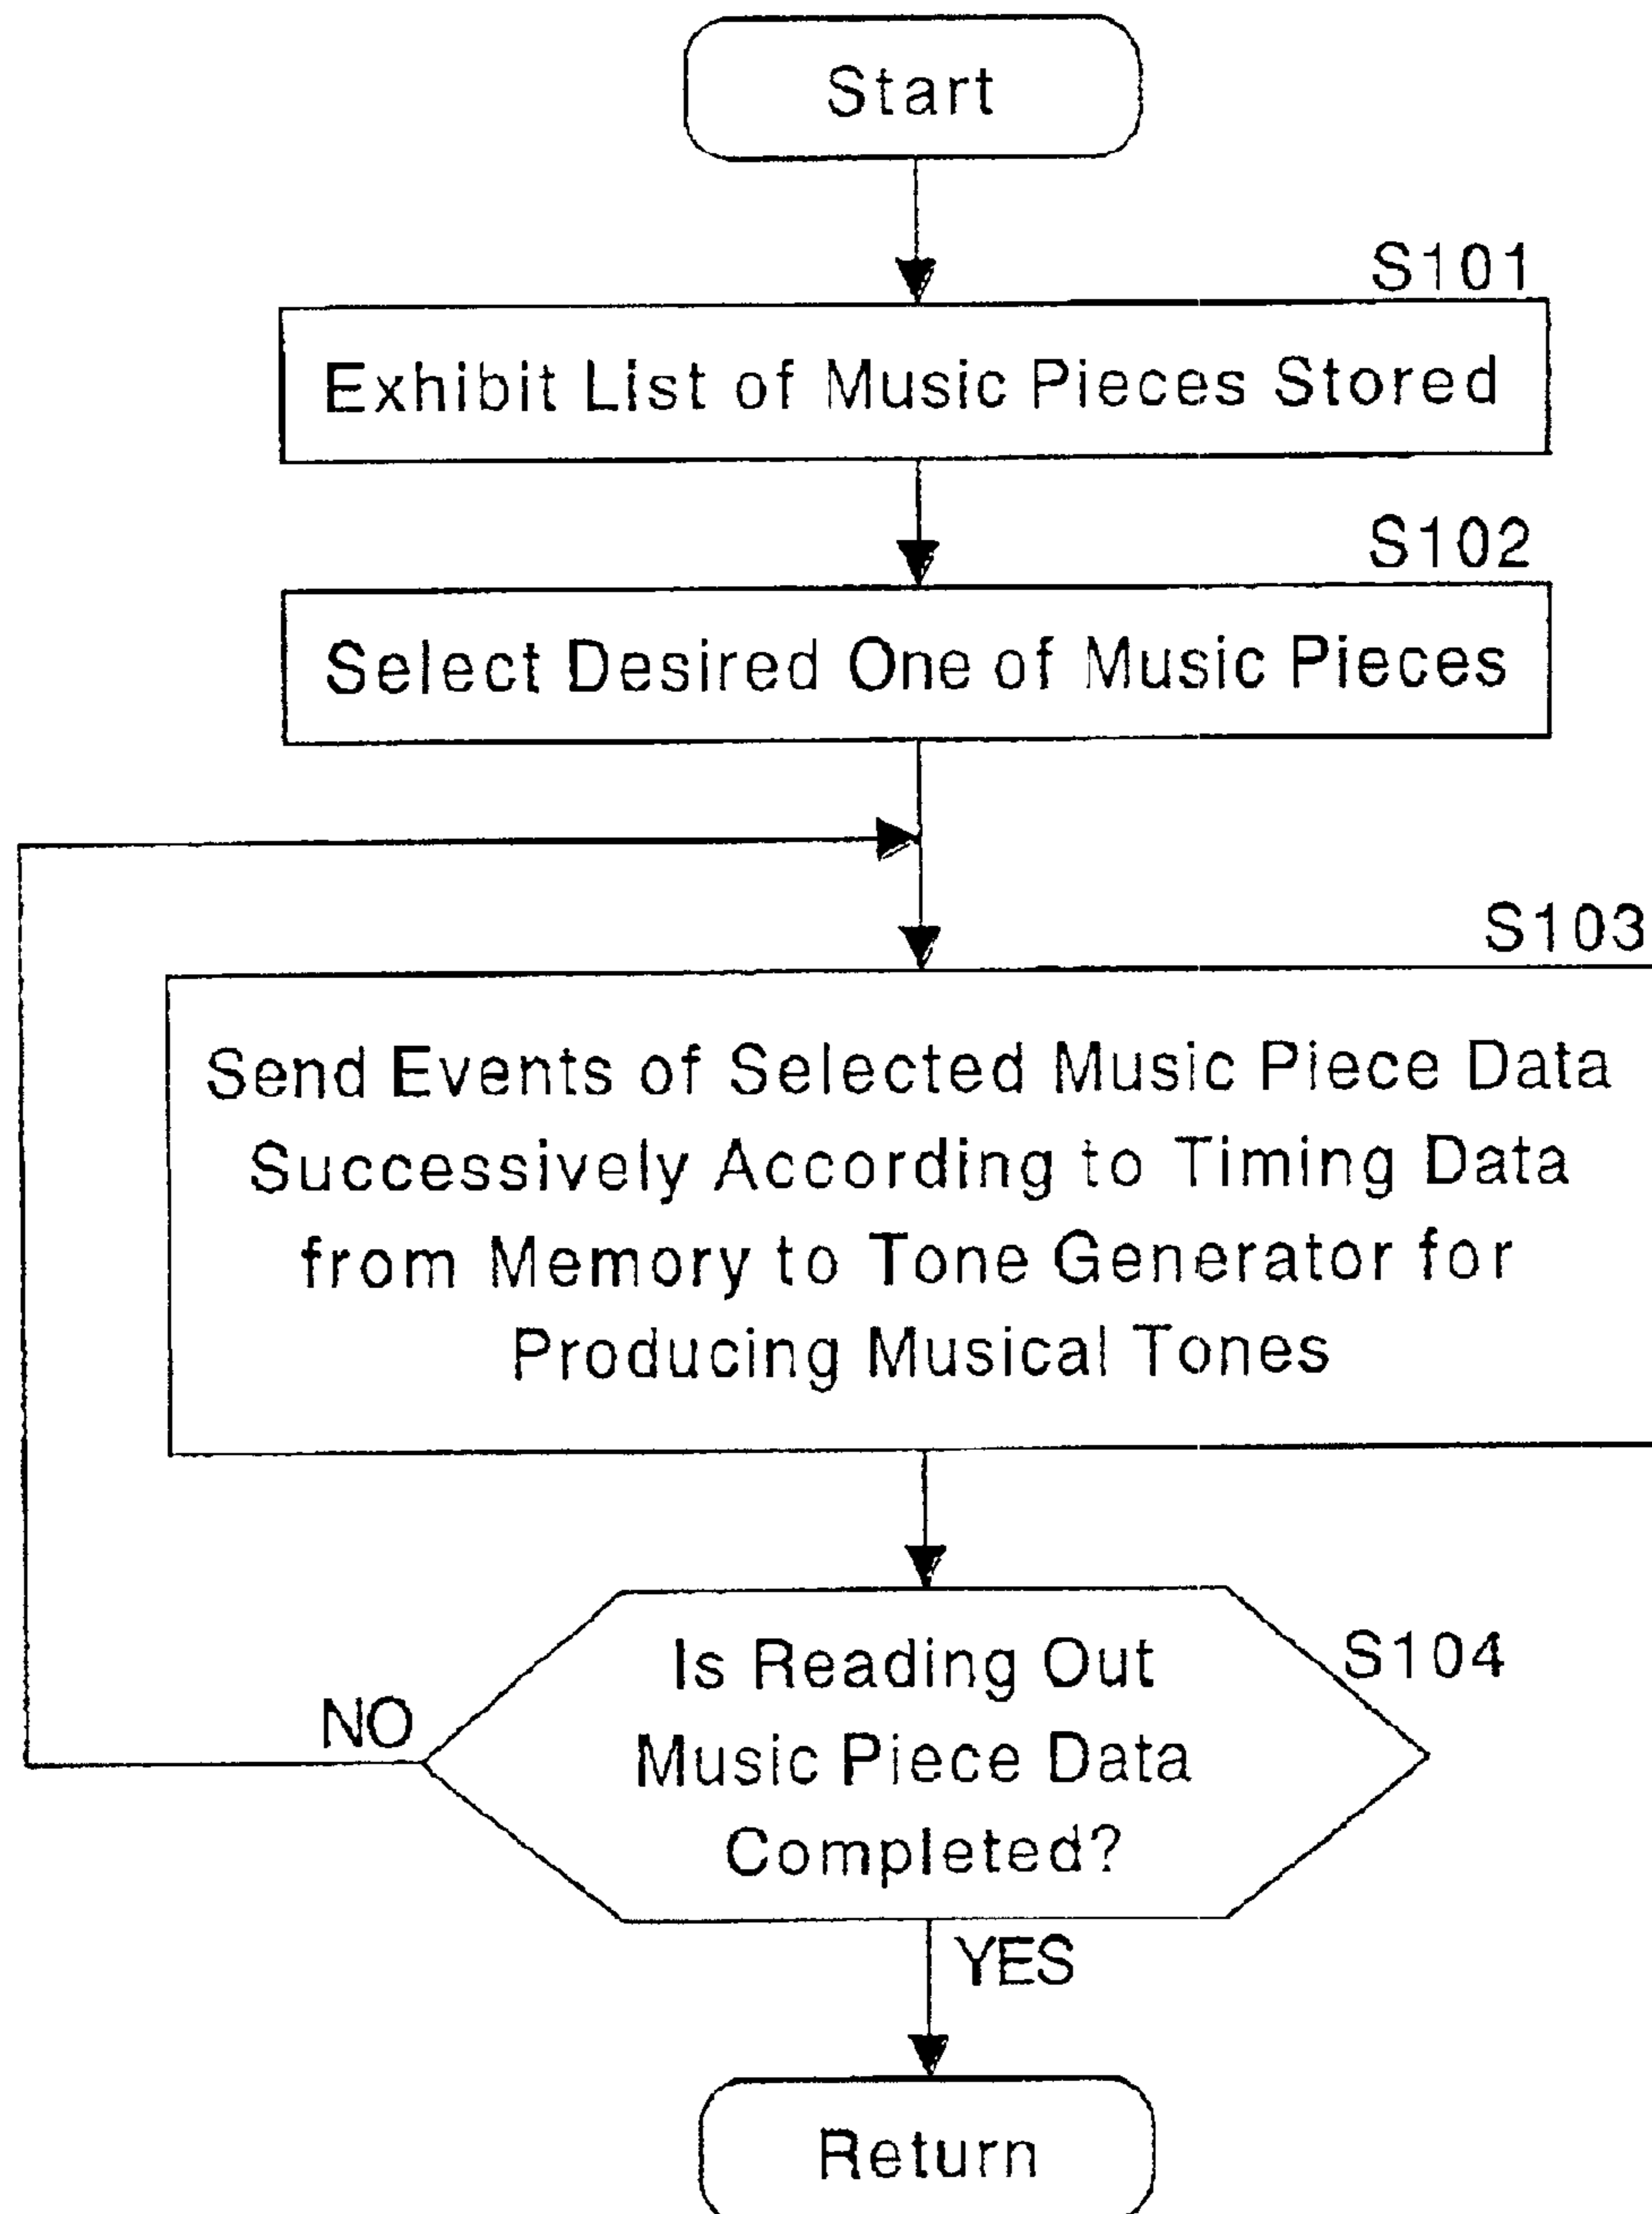 Start
S101
Exhibit List of Music Pieces Stored
S102
Select Desired One of Music Pieces
S103
Send Events of Selected Music Piece Data
Successively According to Timing Data
from Memory to Tone Generator for
Producing Musical Tones
Is Reading Out
S104
NO
Music Piece Data
Completed?
YES
Return